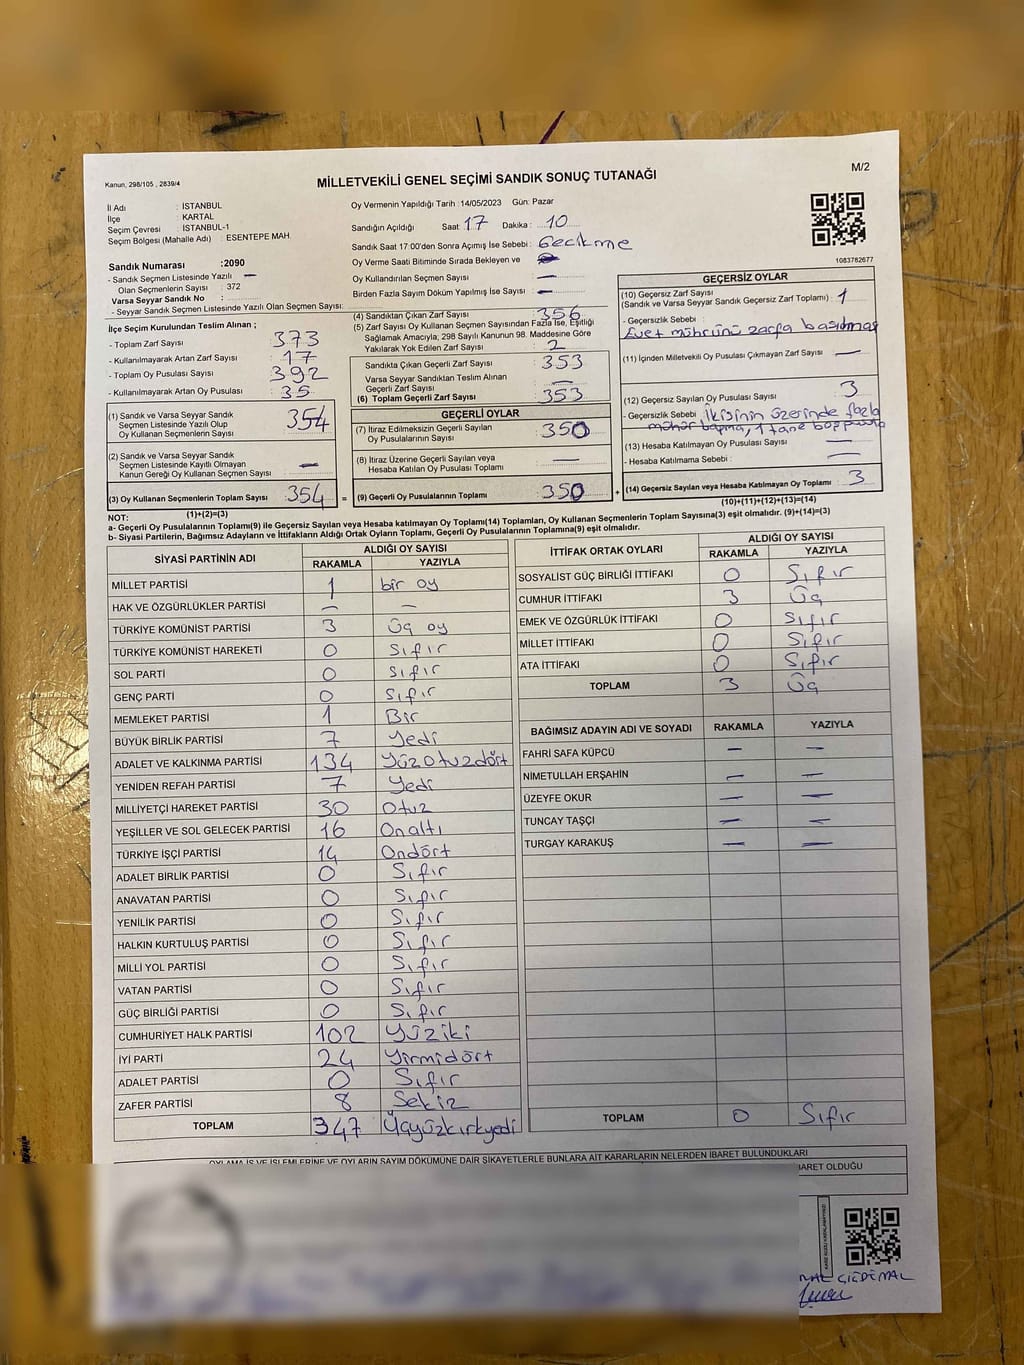 Kanun, 298/105 , 2839/4
M/2
MİLLETVEKİLİ GENEL SEÇİMİ SANDIK SONUÇ TUTANAĞI
İl Adı : İSTANBUL
İlçe : KARTAL
Seçim Çevresi : İSTANBUL-1
Seçim Bölgesi (Mahalle Adı) : ESENTEPE MAH.
Oy Vermenin Yapıldığı Tarih :14/05/2023 Gün: Pazar
Sandığın Açıldığı Saat 17 Dakika : 10
Sandık Saat 17:00'den Sonra Açımış İse Sebebi : Gecikme
Oy Verme Saati Bitiminde Sırada Bekleyen ve
Oy Kullandırılan Seçmen Sayısı —
Birden Fazla Sayım Döküm Yapılmış İse Sayısı : —
1083782677
Sandık Numarası :2090
- Sandık Seçmen Listesinde Yazılı —
Olan Seçmenlerin Sayısı : 372
Varsa Seyyar Sandık No :
- Seyyar Sandık Seçmen Listesinde Yazılı Olan Seçmen Sayısı:
İlçe Seçim Kurulundan Teslim Alınan ;
- Toplam Zarf Sayısı 373
- Kullanılmayarak Artan Zarf Sayısı : 17
- Toplam Oy Pusulası Sayısı 392
- Kullanılmayarak Artan Oy Pusulası : 35
(1) Sandık ve Varsa Seyyar Sandık
Seçmen Listesinde Yazılı Olup
Oy Kullanan Seçmenlerin Sayısı 354
(2) Sandık ve Varsa Seyyar Sandık
Seçmen Listesinde Kayıtlı Olmayan
Kanun Gereği Oy Kullanan Seçmen Sayısı —
(3) Oy Kullanan Seçmenlerin Toplam Sayısı 354 =
(1)+(2)=(3)
(4) Sandıktan Çıkan Zarf Sayısı : 356
(5) Zarf Sayısı Oy Kullanan Seçmen Sayısından Fazla İse, Eşitliği
Sağlamak Amacıyla; 298 Sayılı Kanunun 98. Maddesine Göre
Yakılarak Yok Edilen Zarf Sayısı : 2
Sandıkta Çıkan Geçerli Zarf Sayısı 353
Varsa Seyyar Sandıktan Teslim Alınan
Geçerli Zarf Sayısı —
(6) Toplam Geçerli Zarf Sayısı 353
GEÇERLİ OYLAR
(7) İtiraz Edilmeksizin Geçerli Sayılan
Oy Pusulalarının Sayısı : 350
(8) İtiraz Üzerine Geçerli Sayılan veya
Hesaba Katılan Oy Pusulası Toplamı —
(9) Geçerli Oy Pusulalarının Toplamı 350 +
GEÇERSİZ OYLAR
(10) Geçersiz Zarf Sayısı
(Sandık ve Varsa Seyyar Sandık Geçersiz Zarf Toplamı) : 1
- Geçersizlik Sebebi :
Evet mührünü zarfa basılması
(11) İçinden Milletvekili Oy Pusulası Çıkmayan Zarf Sayısı —
(12) Geçersiz Sayılan Oy Pusulası Sayısı 3
- Geçersizlik Sebebi İkisinin üzerinde fazla
mühür 1 tane
(13) Hesaba Katılmayan Oy Pusulası Sayısı —
- Hesaba Katılmama Sebebi : —
(14) Geçersiz Sayılan veya Hesaba Katılmayan Oy Toplamı : 3
(10)+(11)+(12)+(13)=(14)
NOT:
a- Geçerli Oy Pusulalarının Toplamı(9) ile Geçersiz Sayılan veya Hesaba katılmayan Oy Toplamı(14) Toplamları, Oy Kullanan Seçmenlerin Toplam Sayısına(3) eşit olmalıdır. (9)+(14)=(3)
b- Siyasi Partilerin, Bağımsız Adayların ve İttifakların Aldığı Ortak Oyların Toplamı, Geçerli Oy Pusulalarının Toplamına(9) eşit olmalıdır.
SİYASİ PARTİNİN ADI ALDIĞI OY SAYISI
RAKAMLA YAZIYLA
MİLLET PARTİSİ 1 bir oy
HAK VE ÖZGÜRLÜKLER PARTİSİ — —
TÜRKİYE KOMÜNİST PARTİSİ 3 Üç oy
TÜRKİYE KOMÜNİST HAREKETİ 0 Sıfır
SOL PARTİ 0 Sıfır
GENÇ PARTİ 0 Sıfır
MEMLEKET PARTİSİ 1 Bir
BÜYÜK BİRLİK PARTİSİ 7 Yedi
ADALET VE KALKINMA PARTİSİ 134 Yüzotuzdört
YENİDEN REFAH PARTİSİ 7 Yedi
MİLLİYETÇİ HAREKET PARTİSİ 30 Otuz
YEŞİLLER VE SOL GELECEK PARTİSİ 16 Onaltı
TÜRKİYE İŞÇİ PARTİSİ 14 Ondört
ADALET BİRLİK PARTİSİ 0 Sıfır
ANAVATAN PARTİSİ 0 Sıfır
YENİLİK PARTİSİ 0 Sıfır
HALKIN KURTULUŞ PARTİSİ 0 Sıfır
MİLLİ YOL PARTİSİ 0 Sıfır
VATAN PARTİSİ 0 Sıfır
GÜÇ BİRLİĞİ PARTİSİ 0 Sıfır
CUMHURİYET HALK PARTİSİ 102 Yüziki
İYİ PARTİ 24 Yirmidört
ADALET PARTİSİ 0 Sıfır
ZAFER PARTİSİ 8 Sekiz
TOPLAM 347 Üçyüzkırkyedi
İTTİFAK ORTAK OYLARI ALDIĞI OY SAYISI
RAKAMLA YAZIYLA
SOSYALİST GÜÇ BİRLİĞİ İTTİFAKI 0 Sıfır
CUMHUR İTTİFAKI 3 Üç
EMEK VE ÖZGÜRLÜK İTTİFAKI 0 Sıfır
MİLLET İTTİFAKI 0 Sıfır
ATA İTTİFAKI 0 Sıfır
TOPLAM 3 Üç
BAĞIMSIZ ADAYIN ADI VE SOYADI RAKAMLA YAZIYLA
FAHRİ SAFA KÜPCÜ — —
NİMETULLAH ERŞAHİN — —
ÜZEYFE OKUR — —
TUNCAY TAŞÇI — —
TURGAY KARAKUŞ — —
TOPLAM 0 Sıfır
OYLAMA İŞ VE İŞLEMLERİNE VE OYLARIN SAYIM DÖKÜMÜNE DAİR ŞİKAYETLERLE BUNLARA AİT KARARLARIN NELERDEN İBARET BULUNDUKLARI
BARET OLDUĞU